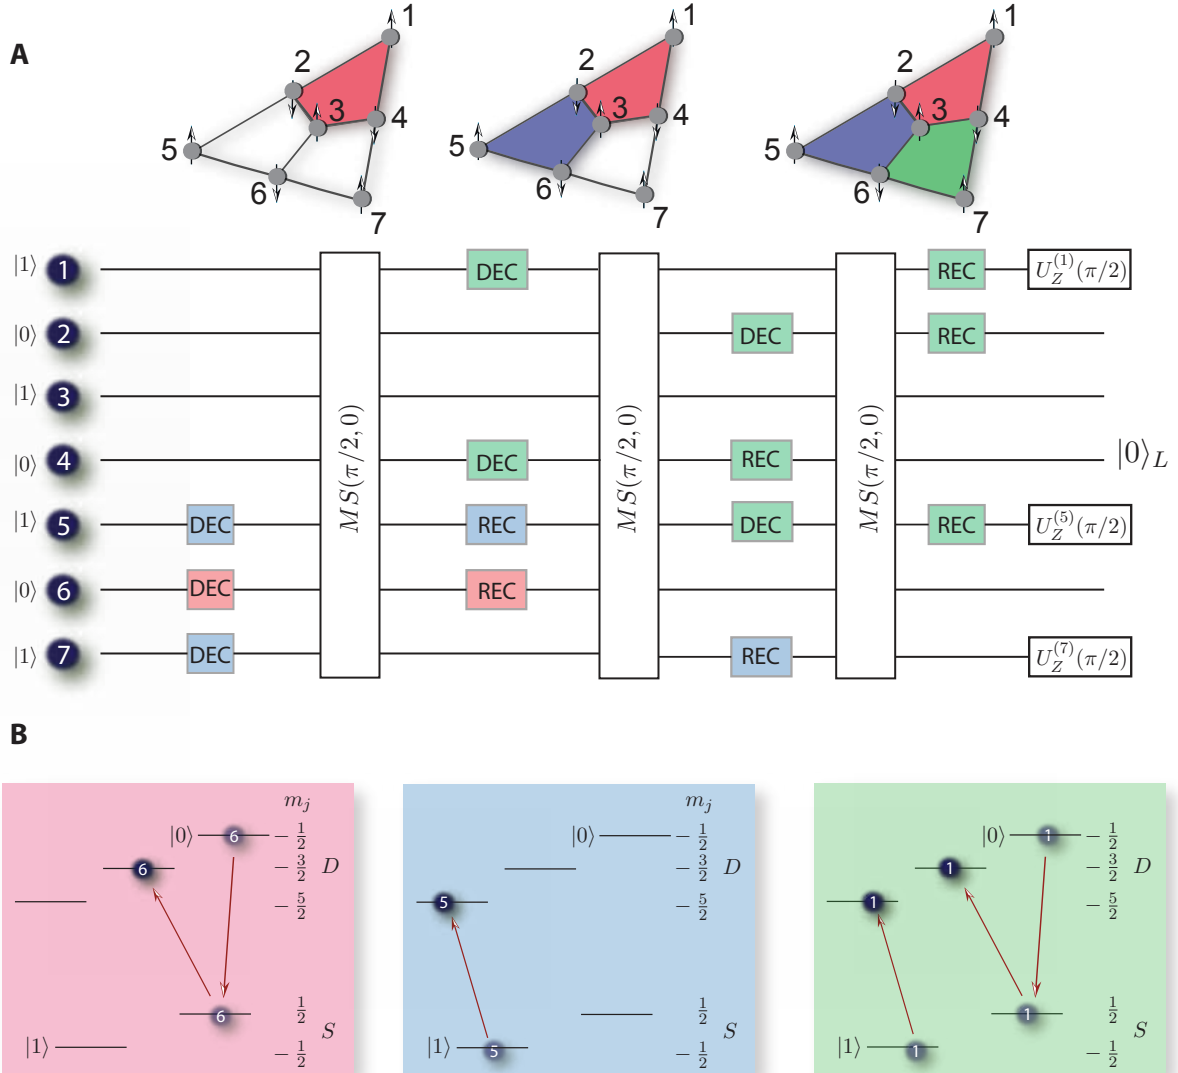 A
1 1 1
2 2 2
3 3 3
4 4 4
5 5 5
6 6 6
7 7 7
|1⟩ 1 DEC REC U_Z^{(1)}(π/2)
|0⟩ 2 DEC REC
|1⟩ 3
MS(π/2, 0) MS(π/2, 0) MS(π/2, 0)
|0⟩ 4 DEC REC |0⟩_L
|1⟩ 5 DEC REC DEC REC U_Z^{(5)}(π/2)
|0⟩ 6 DEC REC
|1⟩ 7 DEC REC U_Z^{(7)}(π/2)
B
m_j
|0⟩ 6 − 1/2
6 − 3/2 D
− 5/2
6 1/2
S
|1⟩ − 1/2
m_j
|0⟩ − 1/2
− 3/2 D
5 − 5/2
1/2
S
|1⟩ 5 − 1/2
m_j
|0⟩ 1 − 1/2
1 − 3/2 D
1 − 5/2
1 1/2
S
|1⟩ 1 − 1/2